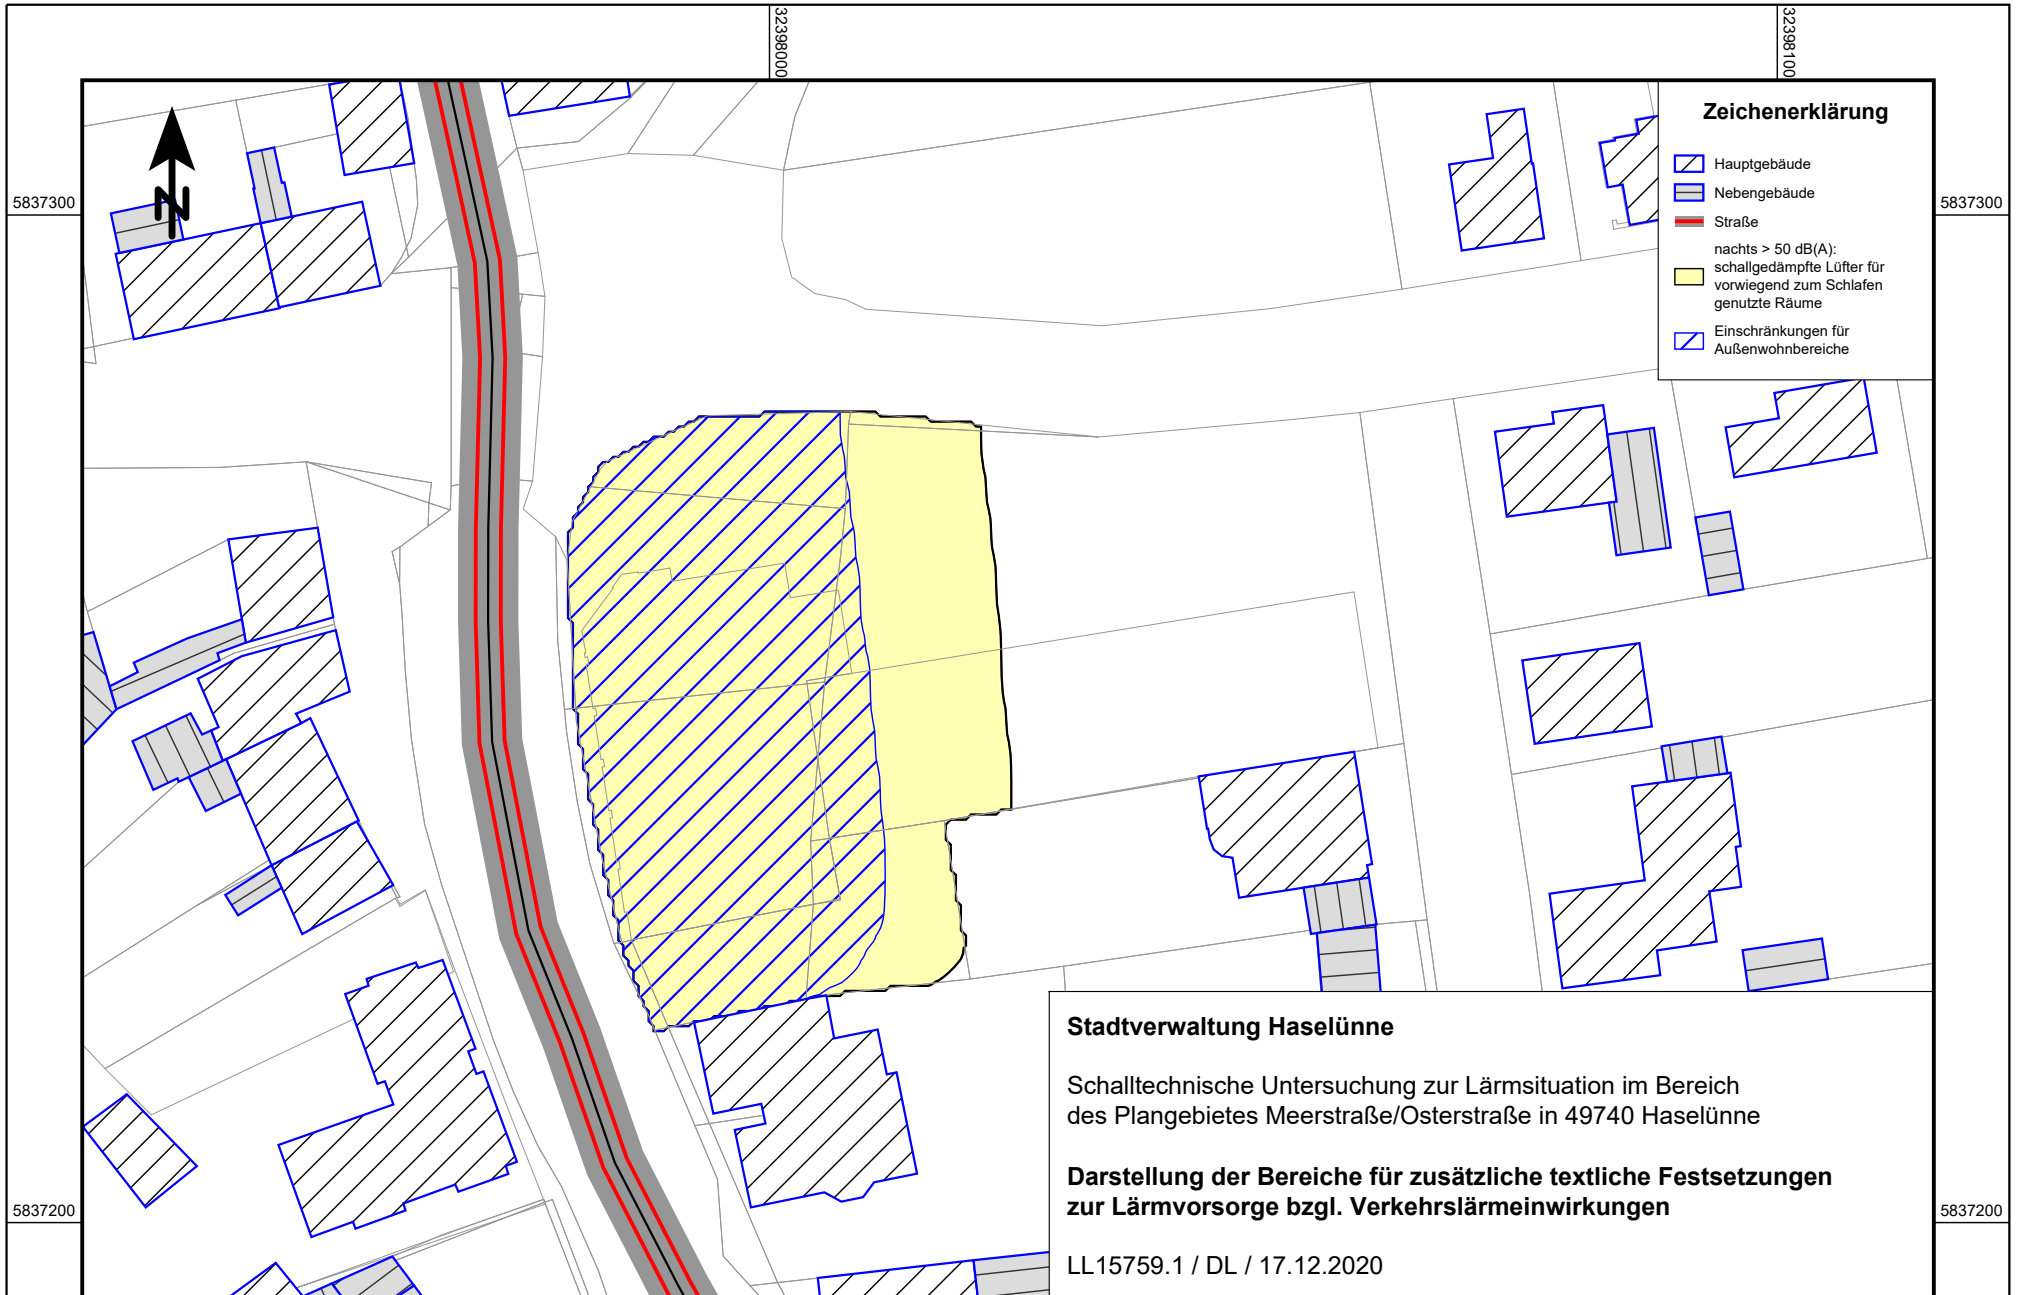 32398000
32398100
5837300
5837300
N
Zeichenerklärung
Hauptgebäude
Nebengebäude
Straße
nachts > 50 dB(A):
schallgedämpfte Lüfter für
vorwiegend zum Schlafen
genutzte Räume
Einschränkungen für
Außenwohnbereiche
Stadtverwaltung Haselünne
Schalltechnische Untersuchung zur Lärmsituation im Bereich
des Plangebietes Meerstraße/Osterstraße in 49740 Haselünne
Darstellung der Bereiche für zusätzliche textliche Festsetzungen
zur Lärmvorsorge bzgl. Verkehrslärmeinwirkungen
LL15759.1 / DL / 17.12.2020
5837200
5837200